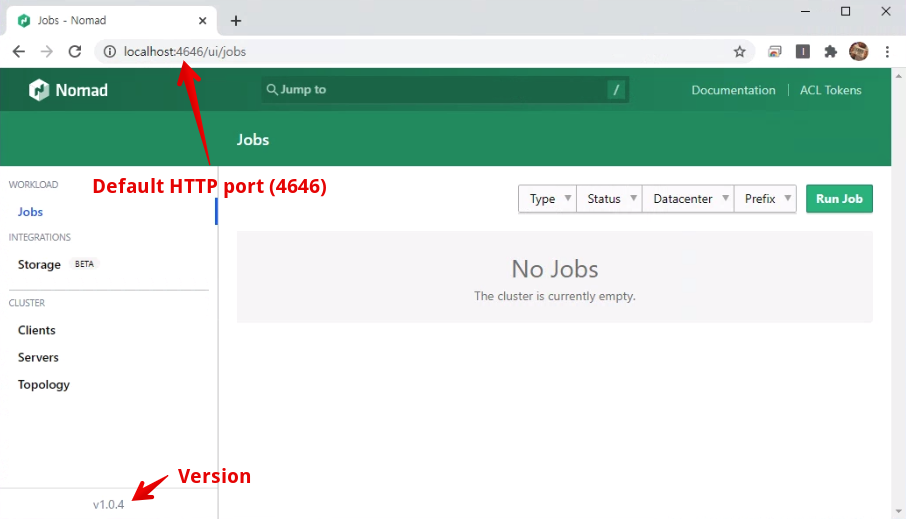 Jobs - Nomad
localhost:4646/ui/jobs
Nomad
Jump to
/
Documentation
ACL Tokens
Jobs
Default HTTP port (4646)
WORKLOAD
Jobs
INTEGRATIONS
Storage BETA
CLUSTER
Clients
Servers
Topology
Type
Status
Datacenter
Prefix
Run Job
No Jobs
The cluster is currently empty.
Version
v1.0.4